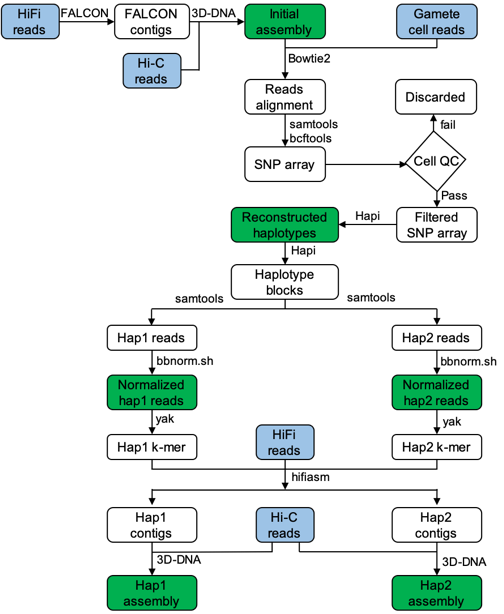 HiFi
reads
FALCON
FALCON
contigs
3D-DNA
Initial
assembly
Gamete
cell reads
Hi-C
reads
Bowtie2
Reads
alignment
Discarded
samtools
bcftools
fail
SNP array
Cell QC
Pass
Reconstructed
haplotypes
Hapi
Filtered
SNP array
Hapi
Haplotype
blocks
samtools
samtools
Hap1 reads
Hap2 reads
bbnorm.sh
bbnorm.sh
Normalized
hap1 reads
Normalized
hap2 reads
yak
yak
Hap1 k-mer
HiFi
reads
Hap2 k-mer
hifiasm
Hap1
contigs
Hi-C
reads
Hap2
contigs
3D-DNA
3D-DNA
Hap1
assembly
Hap2
assembly